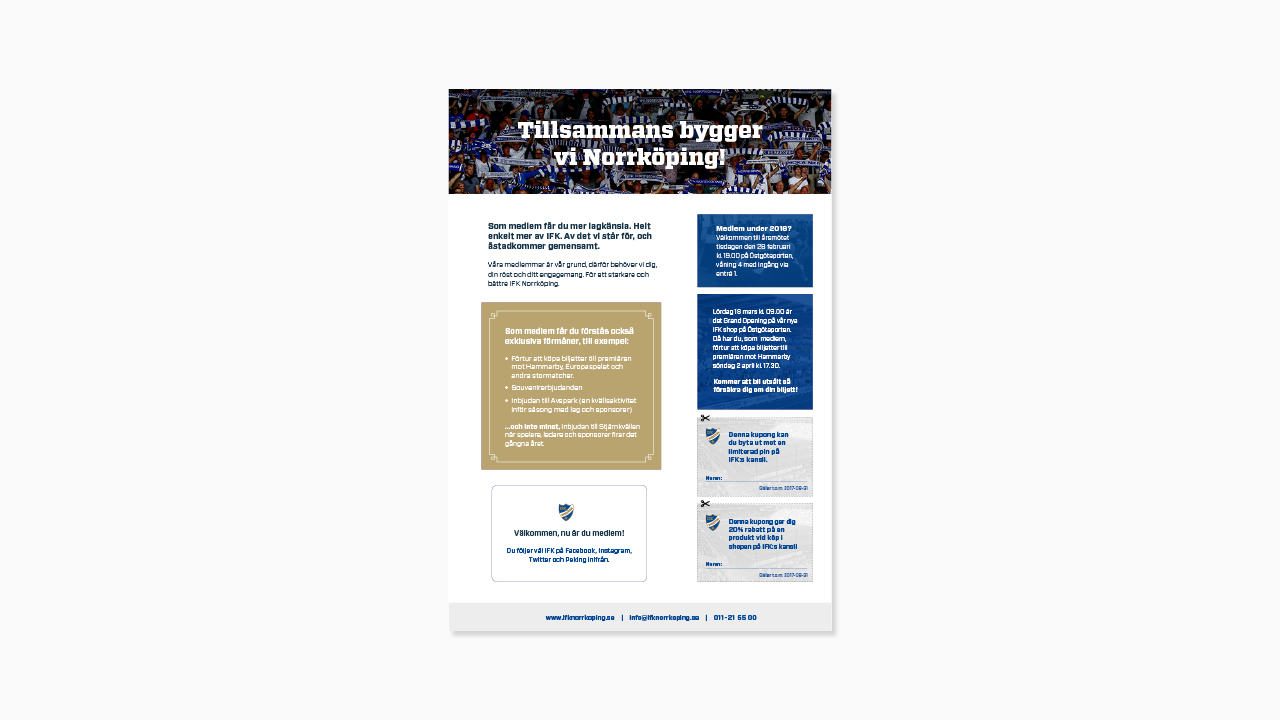 Tillsammans bygger
vi Norrköping!
Som medlem får du mer lagkänsla. Helt
enkelt mer av IFK. Av det vi står för, och
åstadkommer gemensamt.
Våra medlemmar är vår grund, därför behöver vi dig,
din röst och ditt engagemang. För ett starkare och
bättre IFK Norrköping.
Som medlem får du förstås också
exklusiva förmåner, till exempel:
• Förtur att köpa biljetter till premiären
mot Hammarby, Europaspelet och
andra stormatcher.
• Souvenirerbjudanden
• Inbjudan till Avspark (en kvällsaktivitet
inför säsong med lag och sponsorer)
...och inte minst, inbjudan till Stjärnkvällen
när spelare, ledare och sponsorer firar det
gångna året.
Välkommen, nu är du medlem!
Du följer väl IFK på Facebook, Instagram,
Twitter och Peking Inifrån.
Medlem under 2016?
Välkommen till årsmötet
tisdagen den 28 februari
kl. 19.00 på Östgötaporten,
våning 4 med ingång via
entré 1.
Lördag 18 mars kl. 09.00 är
det Grand Opening på vår nya
IFK shop på Östgötaporten.
Då har du, som medlem,
förtur att köpa biljetter till
premiären mot Hammarby
söndag 2 april kl. 17.30.
Kommer att bli utsålt så
försäkra dig om din biljett!
Denna kupong kan
du byta ut mot en
limiterad pin på
IFK:s kansli.
Namn:
Gäller t.o.m. 2017-08-31
Denna kupong ger dig
20% rabatt på en
produkt vid köp i
shopen på IFK:s kansli
Namn:
Gäller t.o.m. 2017-08-31
www.ifknorrkoping.se | info@ifknorrkoping.se | 011-21 55 00